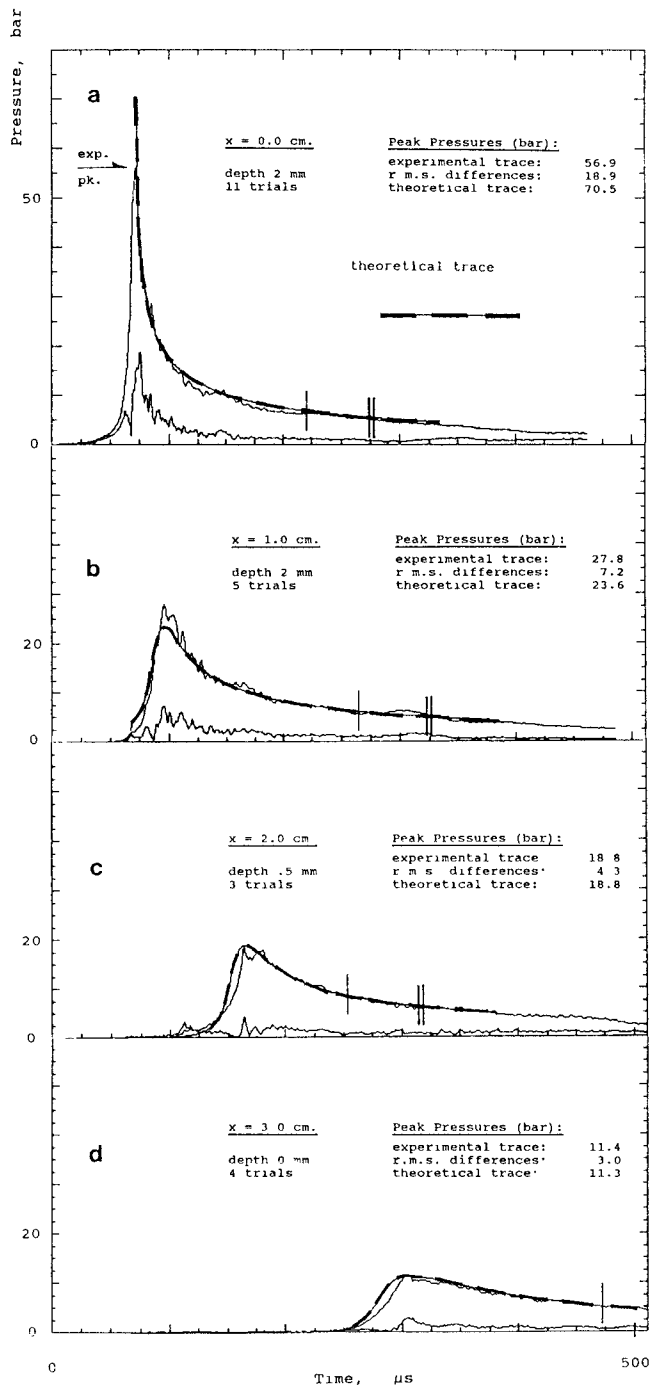 Pressure, bar
a
x = 0.0 cm.
Peak Pressures (bar):
exp.
pk.
depth 2 mm
11 trials
experimental trace: 56.9
r m.s. differences: 18.9
theoretical trace: 70.5
50
theoretical trace
0
b
x = 1.0 cm.
Peak Pressures (bar):
depth 2 mm
5 trials
experimental trace: 27.8
r m.s. differences: 7.2
theoretical trace: 23.6
20
0
c
x = 2.0 cm
Peak Pressures (bar):
depth .5 mm
3 trials
experimental trace 18 8
r m s differences· 4 3
theoretical trace: 18.8
20
0
d
x = 3 0 cm.
Peak Pressures (bar):
depth 0 mm
4 trials
experimental trace: 11.4
r.m.s. differences· 3.0
theoretical trace· 11.3
20
0
0
500
Time, μs